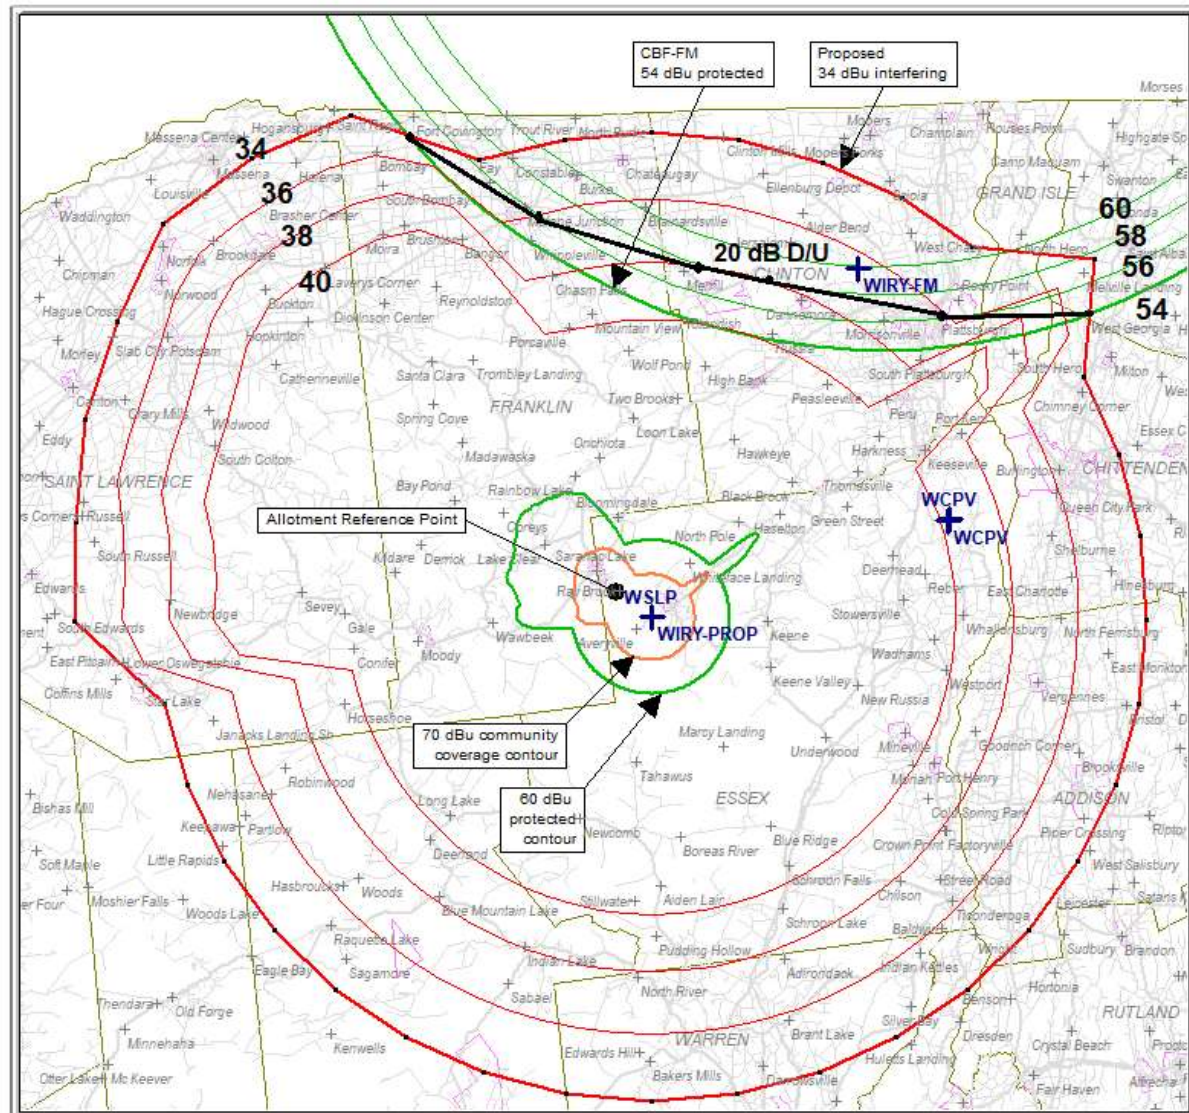 CBF-FM
54 dBu protected
Proposed
34 dBu interfering
Morses
Massena Center
Hogansburg
Fort Covington
Trout River
Mooers
Champlain
Rouses Point
Highgate
34
Massena
Helena
Bombay
Fay
Constable
Chateaugay
Clinton Mills
Mooers Forks
Camp Maquam
Louisville
Burke
Ellenburg Depot
Swanton
36
Brasher Center
South Bombay
GRAND ISLE
Waddington
60
38
Brushton
Malone Junction
Brainardsville
Alder Bend
West Chazy
North Hero
58
Norfolk
Brookdale
Moira
Bangor
Whippleville
20 dB D/U
CLINTON
WIRY-FM
56
Chipman
40
Lavery's Corner
Chasm Falls
Merrill
Rocky Point
Melville Landing
Norwood
Buckton
Reynoldston
Hague Crossing
Dickinson Center
Mountain View
Standish
Dannemora
Morrisonville
Plattsburgh
54
Hopkinton
West Georgia
Morley
Slab City
Potsdam
Porcaville
Russia
Catherineville
Santa Clara
Trombley Landing
Wolf Pond
High Bank
South Plattsburgh
South Hero
Milton
Canton
Crary Mills
Wildwood
Spring Cove
FRANKLIN
Two Brooks
Peasleeville
Peru
Port Kent
Chimney Corner
Eddy
Loon Lake
Harkness
Essex C
South Colton
Madawaska
Onchiota
Hawkeye
Keeseville
Burlington
CHITTENDEN
SAINT LAWRENCE
Bay Pond
Rainbow Lake
Thomasville
Black Brook
WCPV
Queen City Park
Russell
Allotment Reference Point
Coreys
Bloomingdale
Haselton
Green Street
WCPV
South Russell
Kildare
Derrick
Lake Clear
Saranac Lake
North Pole
Shelburne
Edwards
Ray Brook
Whiteface Landing
Deerhead
Reber
East Charlotte
Hinesburg
Newbridge
Sevey
WSLP
Stowersville
South Edwards
Gale
Wawbeek
WIRY-PROP
Keene
Whallonsburg
North Ferrisburg
East Pitcairn
Lower Oswegatchie
Conifer
Moody
Averyville
Wadhams
East Monkton
Coffins Mills
Star Lake
Keene Valley
New Russia
Westport
Vergennes
Horseshoe
Bristol
Janacks Landing
70 dBu community
coverage contour
Marcy Landing
Underwood
Mineville
Goodrich Corner
Robinwood
Tahawus
Moriah
Port Henry
Brooksville
Bishas Mill
Nehasane
Long Lake
60 dBu
protected
contour
ESSEX
ADDISON
Keepawa
Partlow
Newcomb
Cold Spring Park
Soft Maple
Little Rapids
Deerland
Boreas River
Blue Ridge
Crown Point
Factoryville
Piper Crossing
Ripton
Hasbroucks
Woods
Schroon Falls
Street Road
West Salisbury
er Four
Moshier Falls
Woods Lake
Blue Mountain Lake
Stillwater
Aiden Lair
Chilson
Leicester
Raquette Lake
Schroon Lake
Baldwin
Ticonderoga
Sudbury
Brandon
Eagle Bay
Sagamore
Indian Lake
Pudding Hollow
Adirondack
Indian Kettles
Hortonia
Thendara
Old Forge
Sabael
North River
Benson
RUTLAND
Minnehaha
Kenwells
WARREN
Brant Lake
Silver Bay
Dresden
Crystal Beach
Otter Lake
Mc Keever
Edwards Hill
Bakers Mills
Huletts Landing
Fair Haven